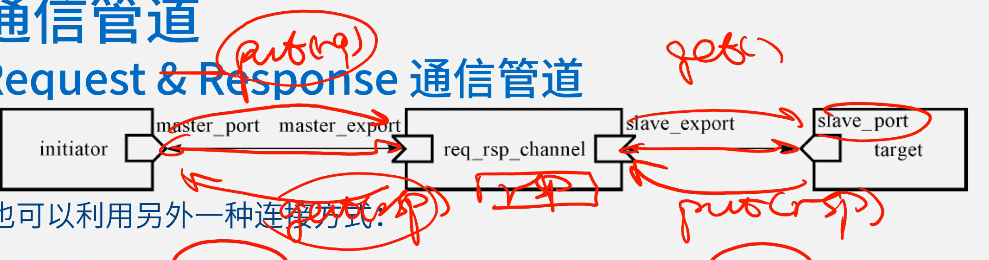 通信管道
put(rq)
get()
Request & Response 通信管道
master_port master_export slave_export slave_port
initiator req_rsp_channel target
rsp
get(rsp) put(rsp)
也可以利用另外一种连接方式：